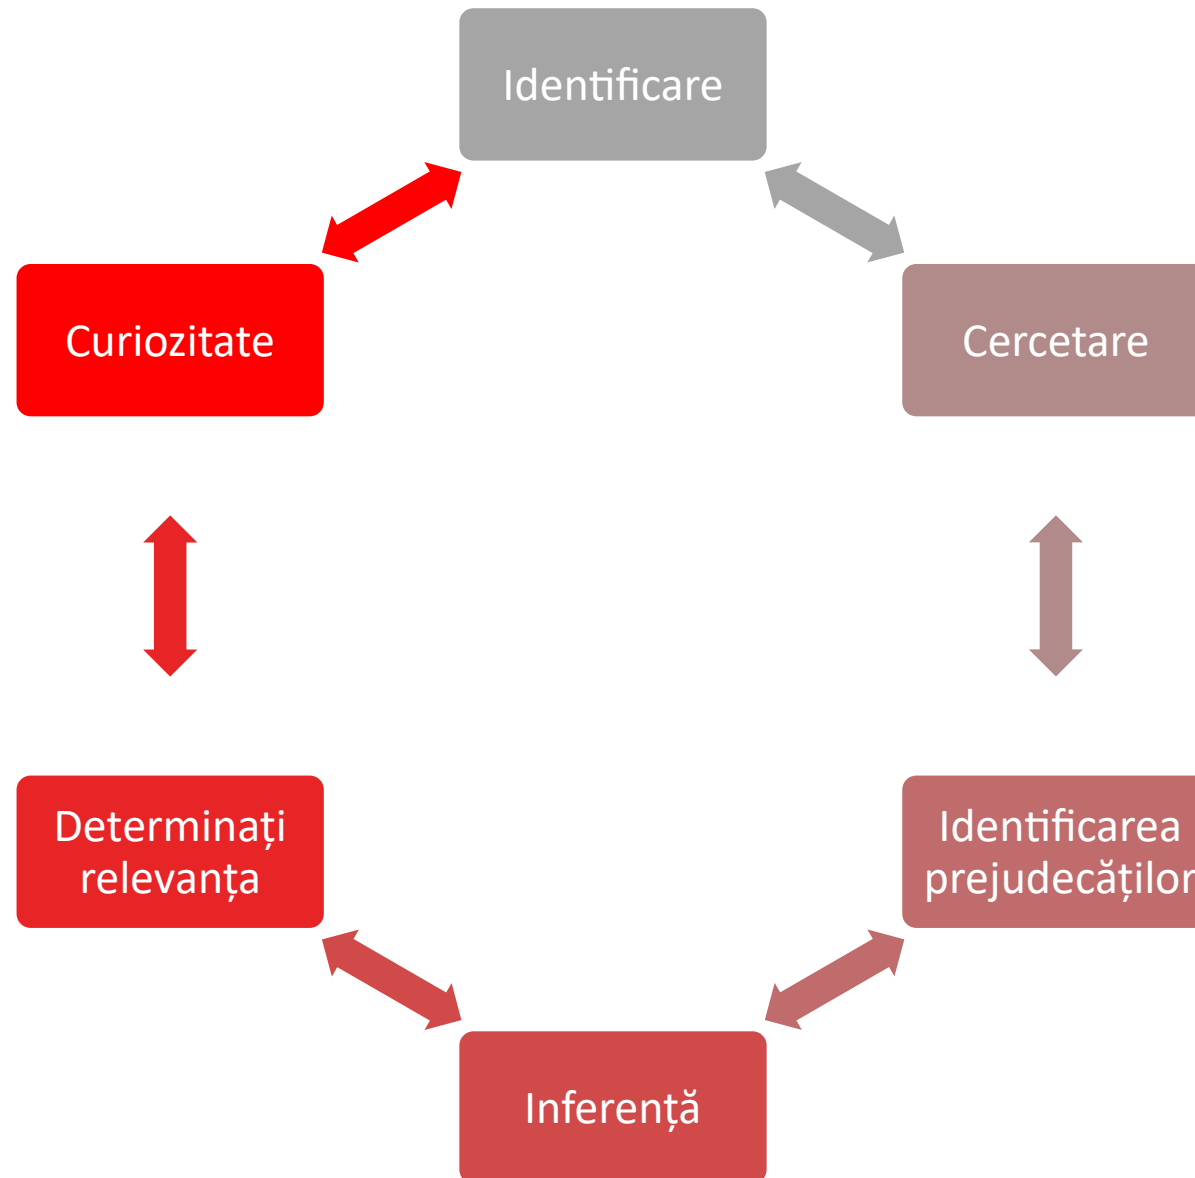 Identificare
Curiozitate
Cercetare
Determinați
relevanța
Identificarea
prejudecăților
Inferență